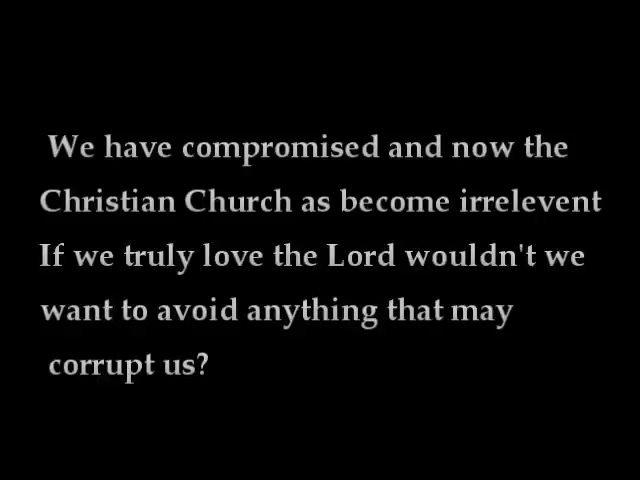 We have compromised and now the
Christian Church as become irrelevent
If we truly love the Lord wouldn't we
want to avoid anything that may
corrupt us?